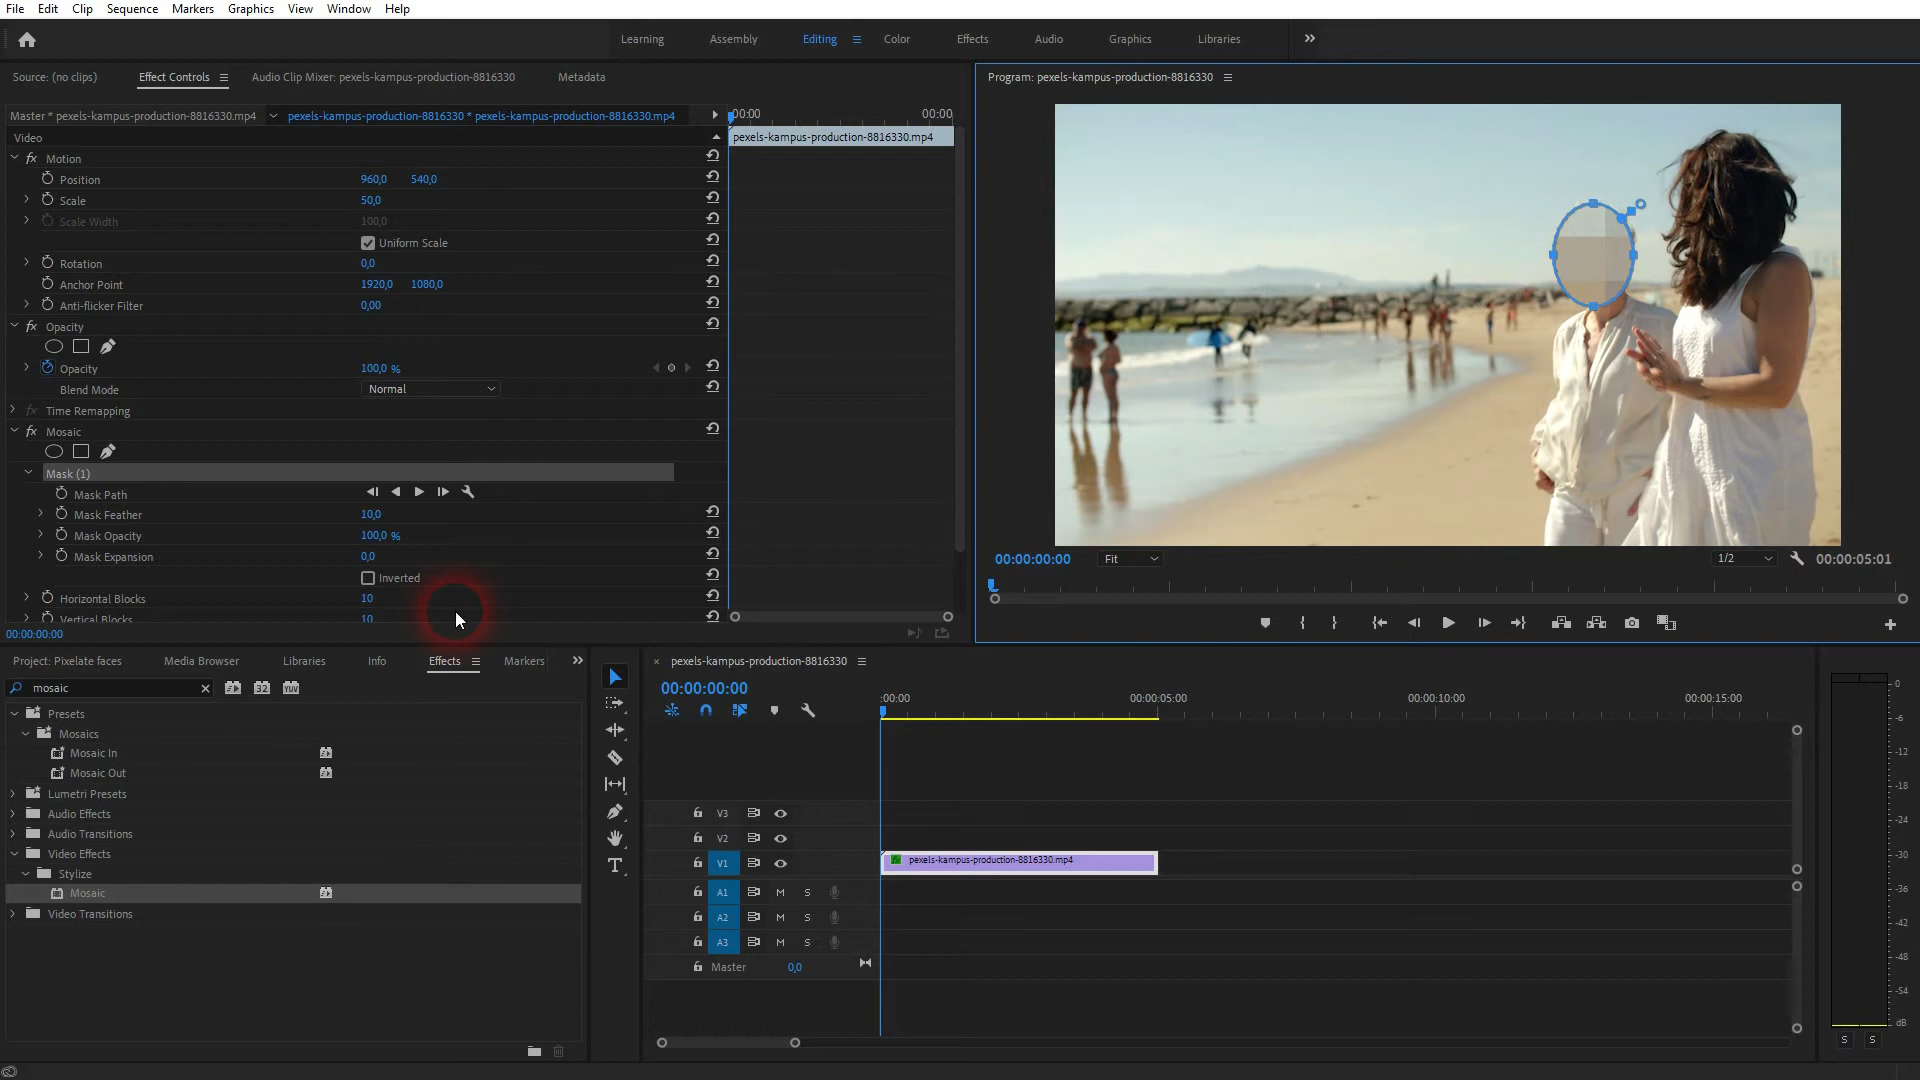 File Edit Clip Sequence Markers Graphics View Window Help
Learning Assembly Editing Color Effects Audio Graphics Libraries
Source: (no clips) Effect Controls Audio Clip Mixer: pexels-kampus-production-8816330 Metadata
Program: pexels-kampus-production-8816330
Master * pexels-kampus-production-8816330.mp4 pexels-kampus-production-8816330 * pexels-kampus-production-8816330.mp4
:00:00 00:00
Video
pexels-kampus-production-8816330.mp4
fx Motion
Position 960,0 540,0
Scale 50,0
Scale Width 100,0
Uniform Scale
Rotation 0,0
Anchor Point 1920,0 1080,0
Anti-flicker Filter 0,00
fx Opacity
Opacity 100,0 %
Blend Mode Normal
fx Time Remapping
fx Mosaic
Mask (1)
Mask Path
Mask Feather 10,0
Mask Opacity 100,0 %
Mask Expansion 0,0
Inverted
Horizontal Blocks 10
Vertical Blocks 10
00:00:00:00
00:00:00:00 Fit 1/2 00:00:05:01
Project: Pixelate faces Media Browser Libraries Info Effects Markers
mosaic 32 YUV
Presets
Mosaics
Mosaic In
Mosaic Out
Lumetri Presets
Audio Effects
Audio Transitions
Video Effects
Stylize
Mosaic
Video Transitions
× pexels-kampus-production-8816330
00:00:00:00
:00:00 00:00:05:00 00:00:10:00 00:00:15:00
V3
V2
V1 fx pexels-kampus-production-8816330.mp4
A1 M S
A2 M S
A3 M S
Master 0,0
0
-6
-12
-18
-24
-30
-36
-42
-48
-54
dB
S S